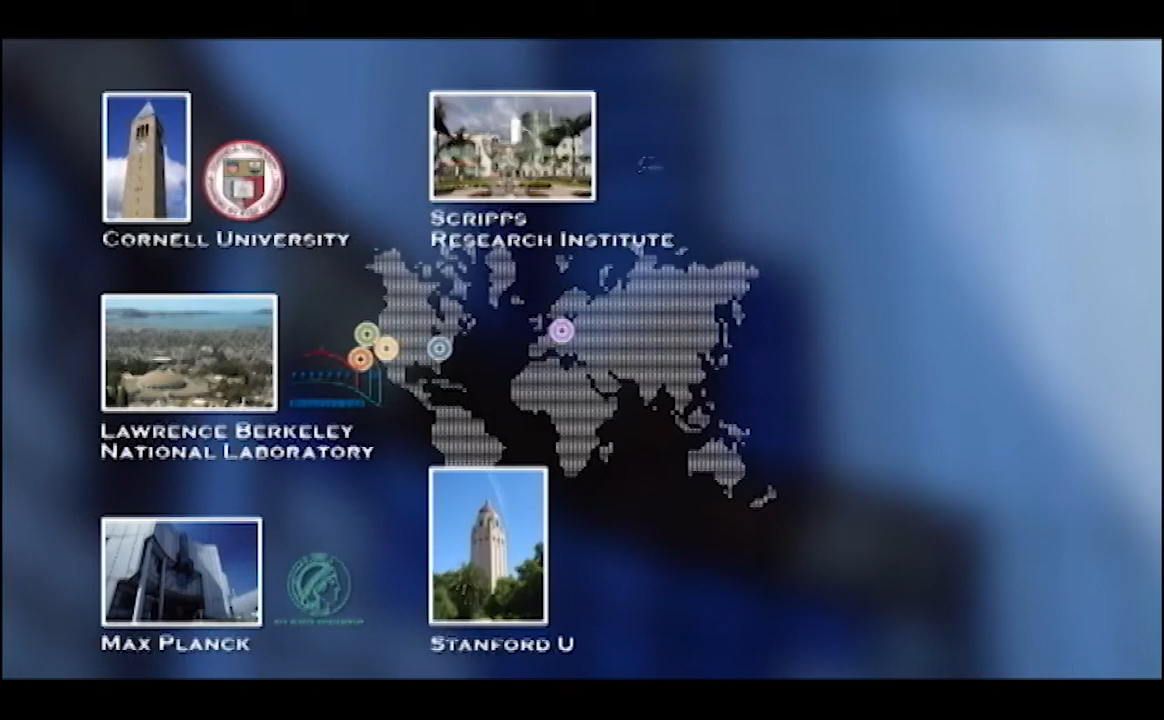 CORNELL UNIVERSITY
SCRIPPS
RESEARCH INSTITUTE
LAWRENCE BERKELEY
NATIONAL LABORATORY
MAX PLANCK
STANFORD U